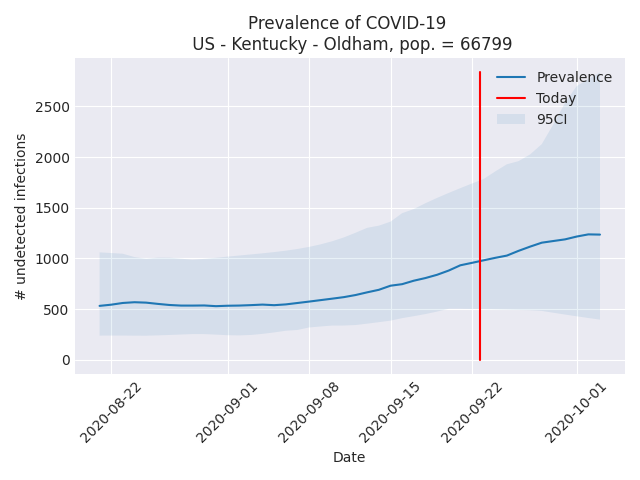 Prevalence of COVID-19
US - Kentucky - Oldham, pop. = 66799
Prevalence
Today
95CI
# undetected infections
2500
2000
1500
1000
500
0
2020-08-22
2020-09-01
2020-09-08
2020-09-15
2020-09-22
2020-10-01
Date